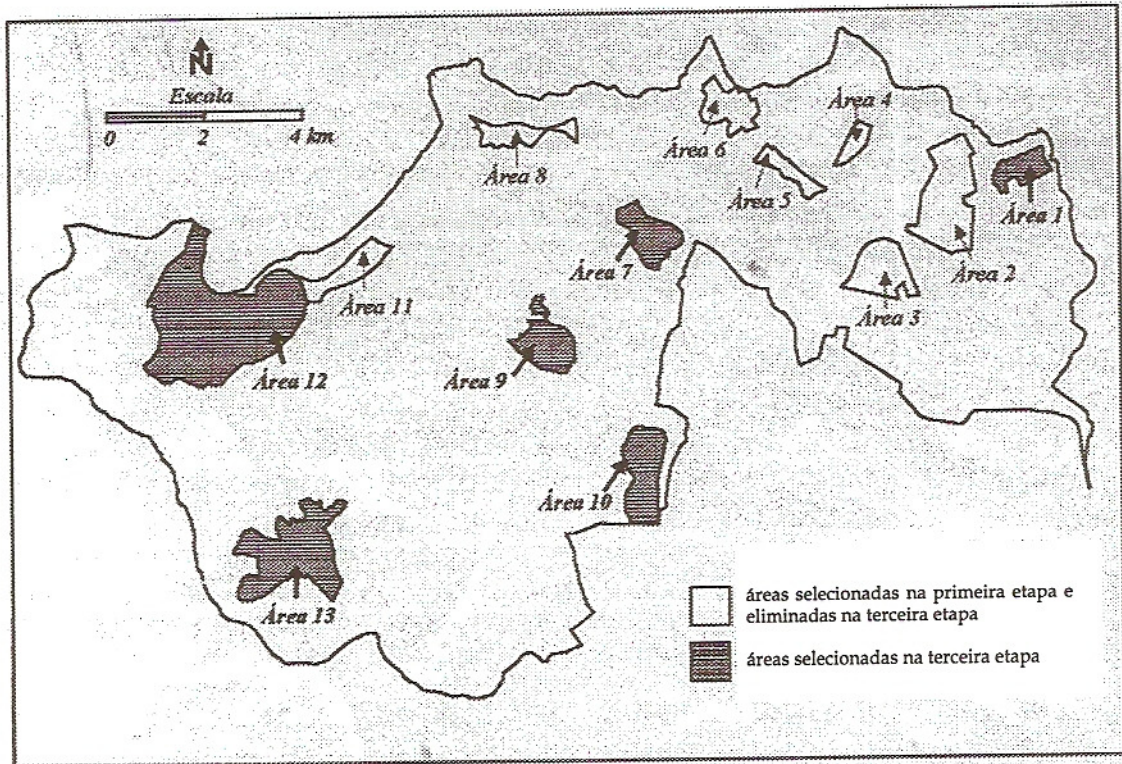 N
Escala
0 2 4 km
Área 4
Área 6
Área 8
Área 5
Área 1
Área 7
Área 2
Área 11
Área 3
Área 12
Área 9
Área 10
Área 13
áreas selecionadas na primeira etapa e
eliminadas na terceira etapa
áreas selecionadas na terceira etapa